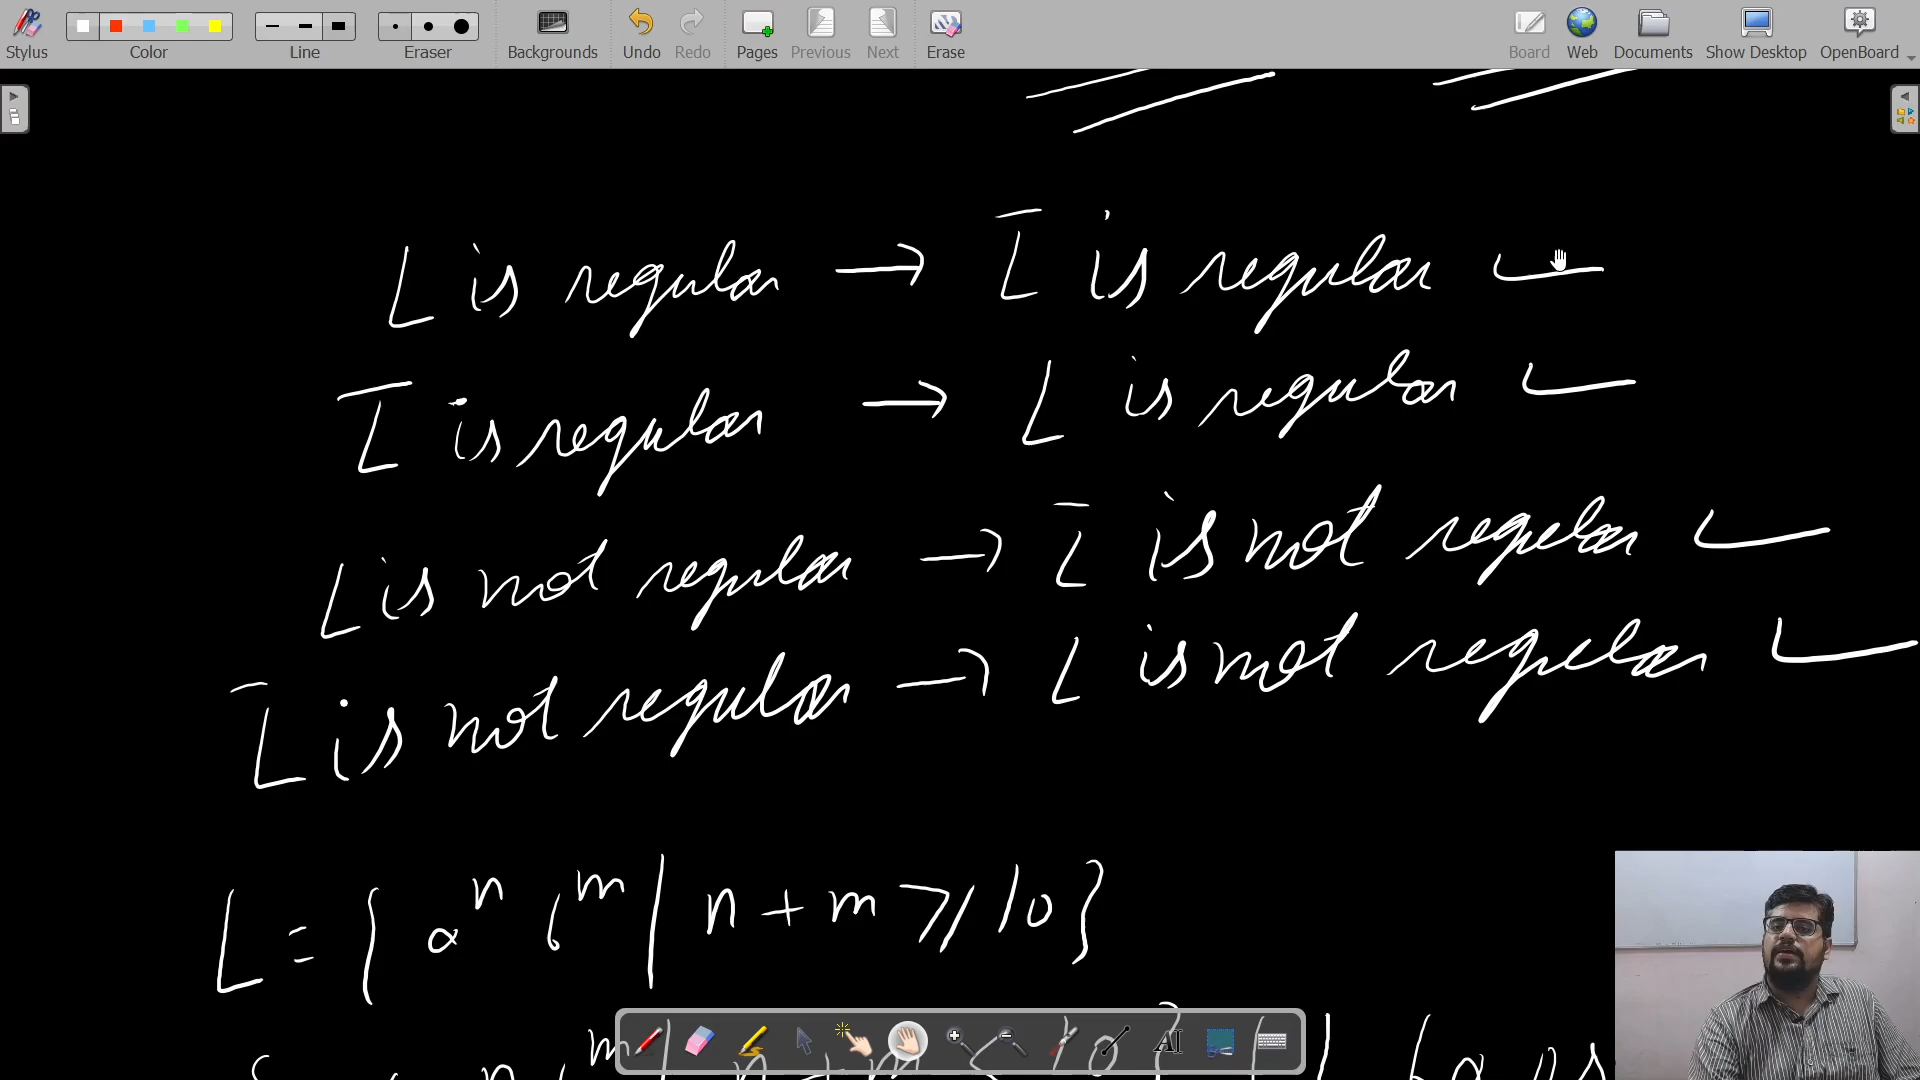 Stylus Color Line Eraser Backgrounds Undo Redo Pages Previous Next Erase Board Web Documents Show Desktop OpenBoard
L is regular → L̅ is regular ✓
L̅ is regular → L is regular ✓
L is not regular → L̅ is not regular ✓
L̅ is not regular → L is not regular ✓
L = { a^n b^m | n + m ≥ 10 }
m | n + m < 10 }